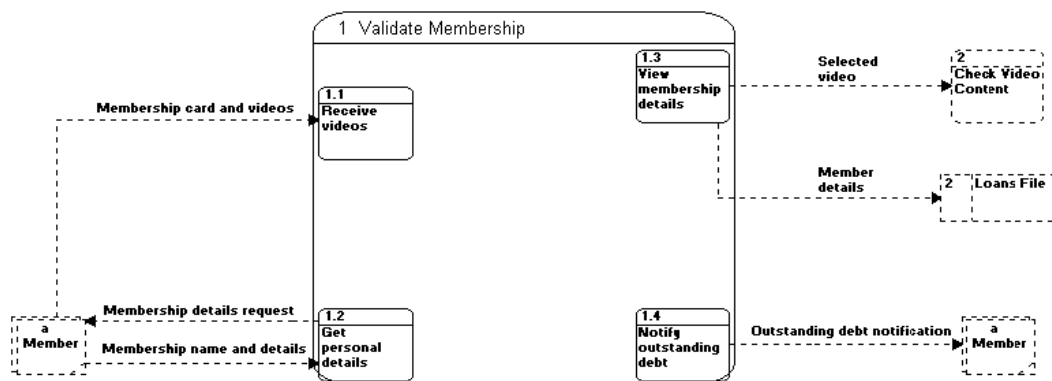 1 Validate Membership
1.3
View
membership
details
Selected
video
2
Check Video
Content
1.1
Receive
videos
Membership card and videos
Member
details
2 Loans File
Membership details request
a
Member
Membership name and details
1.2
Get
personal
details
1.4
Notify
outstanding
debt
Outstanding debt notification
a
Member